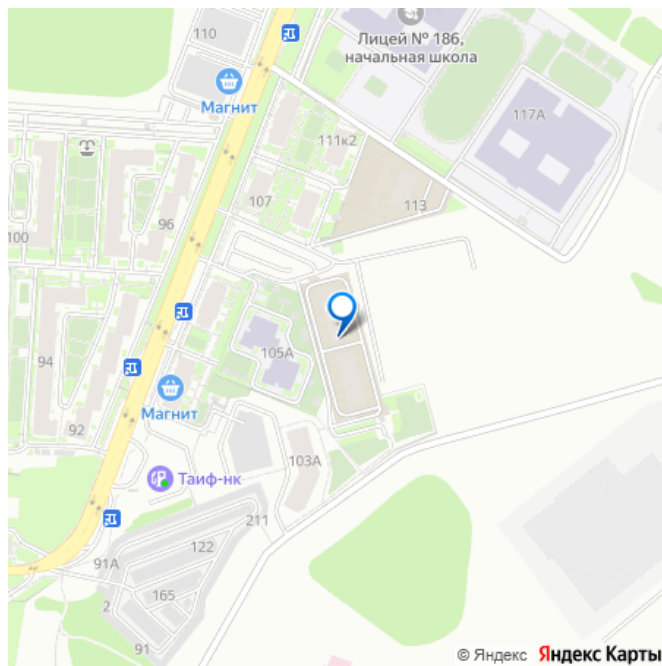 110
Лицей № 186,
начальная школа
Магнит
117А
111к2
107
113
96
100
105А
94
Магнит
92
103А
Таиф-нк
211
122
91А
165
2
91
© Яндекс Яндекс Карты